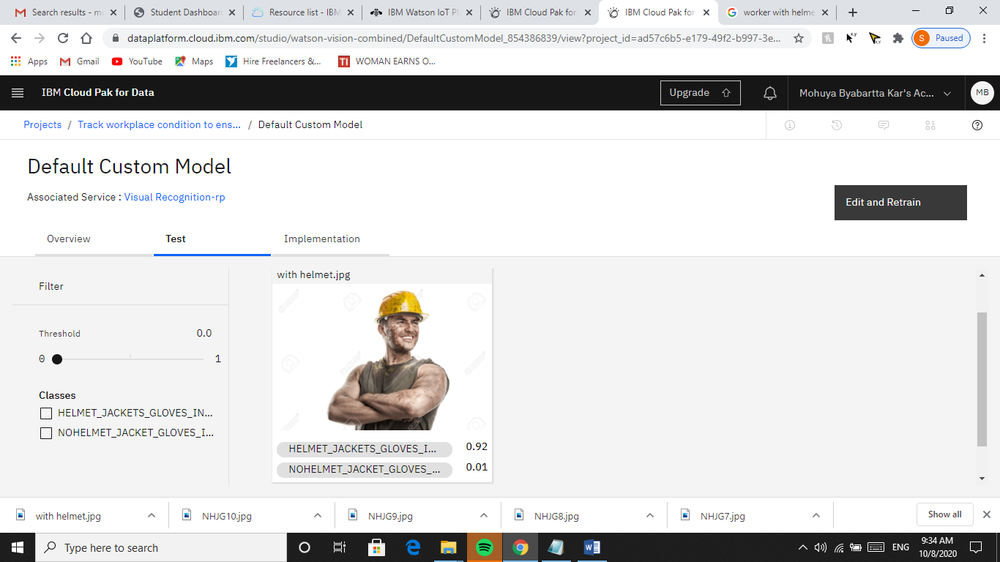 Search results - mo
Student Dashboard
Resource list - IBM
IBM Watson IoT Pl
IBM Cloud Pak for
IBM Cloud Pak for
worker with helme
dataplatform.cloud.ibm.com/studio/watson-vision-combined/DefaultCustomModel_854386839/view?project_id=ad57c6b5-e179-49f2-b997-3e...
S Paused
Apps
Gmail
YouTube
Maps
Hire Freelancers &...
TI WOMAN EARNS O...
IBM Cloud Pak for Data
Upgrade
Mohuya Byabartta Kar's Ac...
MB
Projects / Track workplace condition to ens... / Default Custom Model
Default Custom Model
Associated Service : Visual Recognition-rp
Edit and Retrain
Overview
Test
Implementation
Filter
Threshold 0.0
0 1
Classes
HELMET_JACKETS_GLOVES_IN...
NOHELMET_JACKET_GLOVES_I...
with helmet.jpg
HELMET_JACKETS_GLOVES_I... 0.92
NOHELMET_JACKET_GLOVES_... 0.01
with helmet.jpg
NHJG10.jpg
NHJG9.jpg
NHJG8.jpg
NHJG7.jpg
Show all
Type here to search
ENG
9:34 AM
10/8/2020